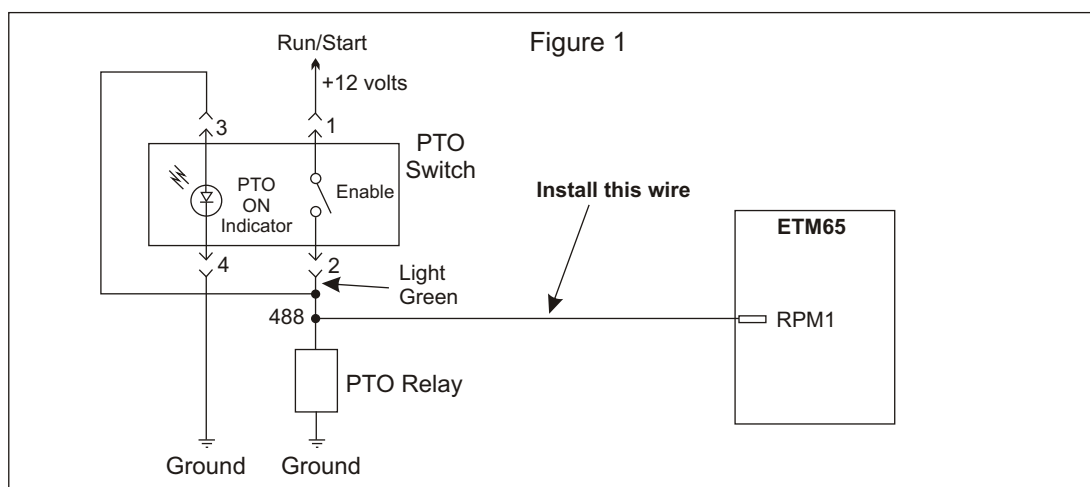 Figure 1
Run/Start
+12 volts
3
1
PTO
Switch
PTO
ON
Indicator
Enable
Install this wire
ETM65
4
2
Light
Green
488
RPM1
PTO Relay
Ground
Ground